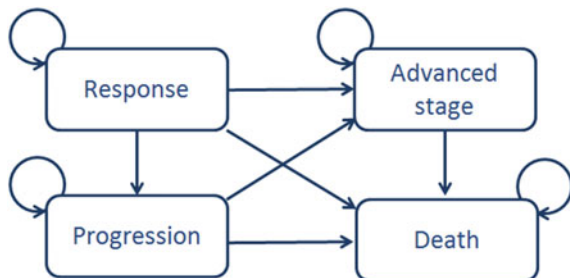 Response
Advanced
stage
Progression
Death